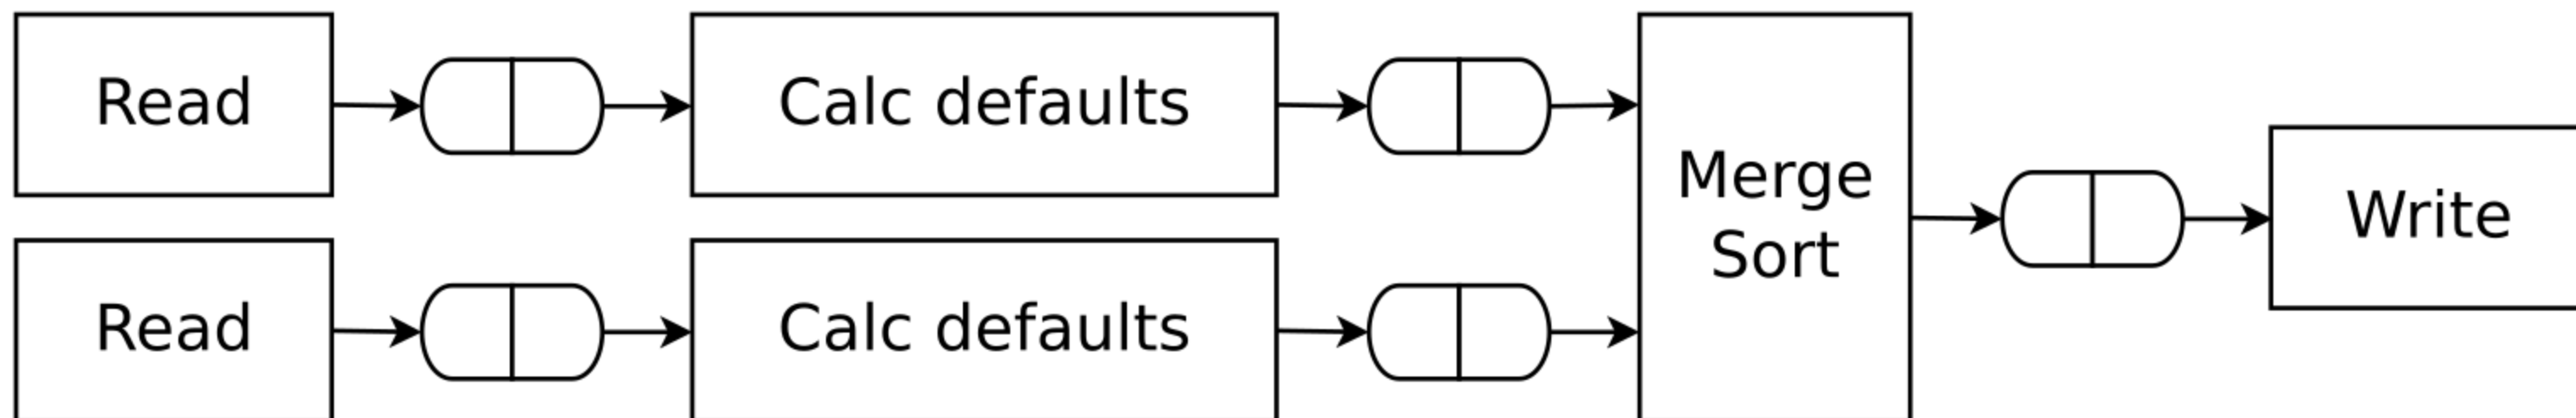 Read
Calc defaults
Merge
Sort
Write
Read
Calc defaults